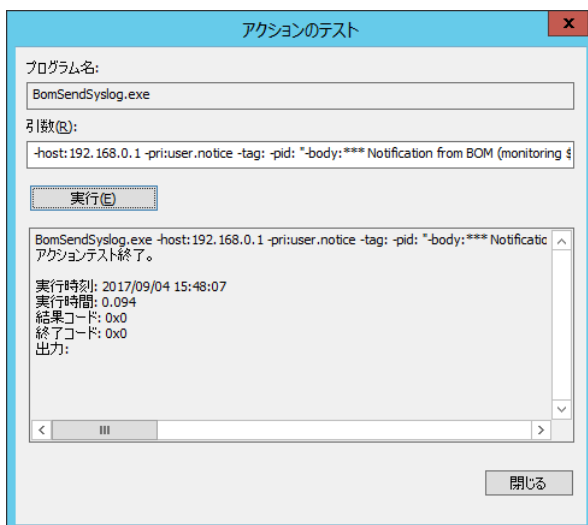 アクションのテスト
x
プログラム名:
BomSendSyslog.exe
引数(R):
-host:192.168.0.1 -pri:user.notice -tag: -pid: "-body:*** Notification from BOM (monitoring $
実行(E)
BomSendSyslog.exe -host:192.168.0.1 -pri:user.notice -tag: -pid: "-body:*** Notificatic
アクションテスト終了。
実行時刻: 2017/09/04 15:48:07
実行時間: 0.094
結果コード: 0x0
終了コード: 0x0
出力:
閉じる